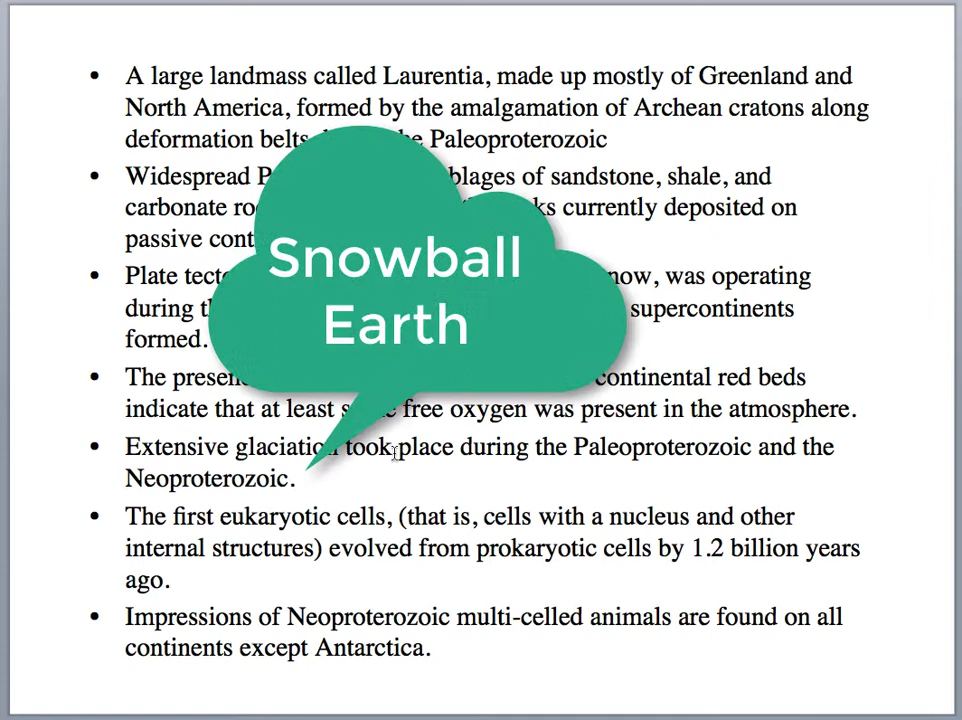 • A large landmass called Laurentia, made up mostly of Greenland and
North America, formed by the amalgamation of Archean cratons along
deformation belts the Paleoproterozoic
• Widespread of sandstone, shale, and
carbonate currently deposited on
passive
• Plate now, was operating
during supercontinents
formed.
• The continental red beds
indicate that at least free oxygen was present in the atmosphere.
• Extensive glaciation took place during the Paleoproterozoic and the
Neoproterozoic.
• The first eukaryotic cells, (that is, cells with a nucleus and other
internal structures) evolved from prokaryotic cells by 1.2 billion years
ago.
• Impressions of Neoproterozoic multi-celled animals are found on all
continents except Antarctica.
Snowball
Earth